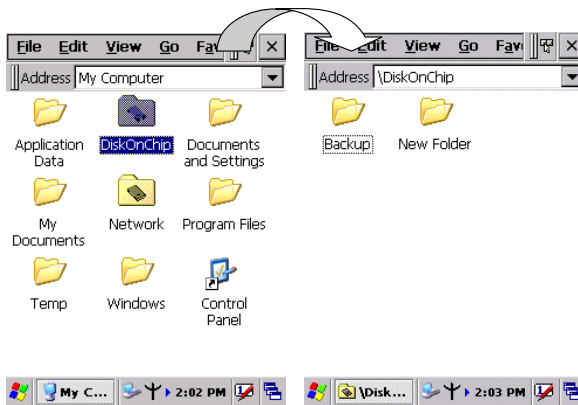 File Edit View Go Fav
Address My Computer
Application Data
DiskOnChip
Documents and Settings
My Documents
Network
Program Files
Temp
Windows
Control Panel
My C... 2:02 PM
File Edit View Go Fav
Address \DiskOnChip
Backup
New Folder
\Disk... 2:03 PM